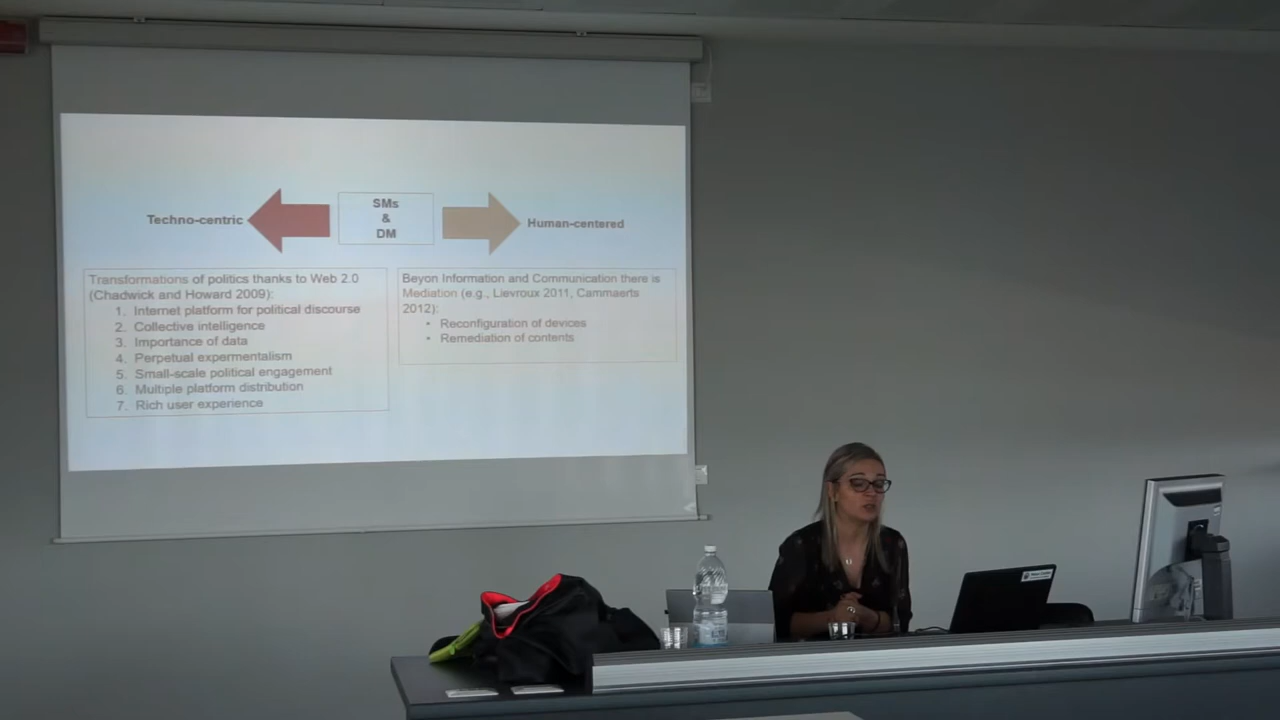 SMs
&
DM
Techno-centric
Human-centered
Transformations of politics thanks to Web 2.0
(Chadwick and Howard 2009):
1. Internet platform for political discourse
2. Collective intelligence
3. Importance of data
4. Perpetual expermentalism
5. Small-scale political engagement
6. Multiple platform distribution
7. Rich user experience
Beyon Information and Communication there is
Mediation (e.g., Lievroux 2011, Cammaerts
2012):
• Reconfiguration of devices
• Remediation of contents